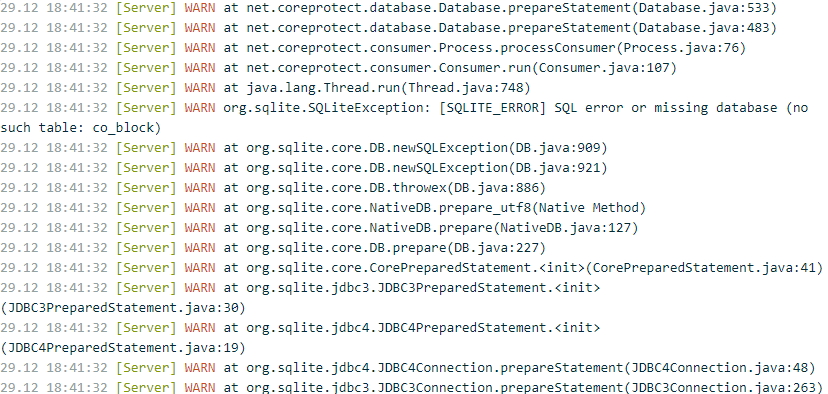 29.12 18:41:32 [Server] WARN at net.coreprotect.database.Database.prepareStatement(Database.java:533)
29.12 18:41:32 [Server] WARN at net.coreprotect.database.Database.prepareStatement(Database.java:483)
29.12 18:41:32 [Server] WARN at net.coreprotect.consumer.Process.processConsumer(Process.java:76)
29.12 18:41:32 [Server] WARN at net.coreprotect.consumer.Consumer.run(Consumer.java:107)
29.12 18:41:32 [Server] WARN at java.lang.Thread.run(Thread.java:748)
29.12 18:41:32 [Server] WARN org.sqlite.SQLiteException: [SQLITE_ERROR] SQL error or missing database (no
such table: co_block)
29.12 18:41:32 [Server] WARN at org.sqlite.core.DB.newSQLException(DB.java:909)
29.12 18:41:32 [Server] WARN at org.sqlite.core.DB.newSQLException(DB.java:921)
29.12 18:41:32 [Server] WARN at org.sqlite.core.DB.throwex(DB.java:886)
29.12 18:41:32 [Server] WARN at org.sqlite.core.NativeDB.prepare_utf8(Native Method)
29.12 18:41:32 [Server] WARN at org.sqlite.core.NativeDB.prepare(NativeDB.java:127)
29.12 18:41:32 [Server] WARN at org.sqlite.core.DB.prepare(DB.java:227)
29.12 18:41:32 [Server] WARN at org.sqlite.core.CorePreparedStatement.<init>(CorePreparedStatement.java:41)
29.12 18:41:32 [Server] WARN at org.sqlite.jdbc3.JDBC3PreparedStatement.<init>
(JDBC3PreparedStatement.java:30)
29.12 18:41:32 [Server] WARN at org.sqlite.jdbc4.JDBC4PreparedStatement.<init>
(JDBC4PreparedStatement.java:19)
29.12 18:41:32 [Server] WARN at org.sqlite.jdbc4.JDBC4Connection.prepareStatement(JDBC4Connection.java:48)
29.12 18:41:32 [Server] WARN at org.sqlite.jdbc3.JDBC3Connection.prepareStatement(JDBC3Connection.java:263)